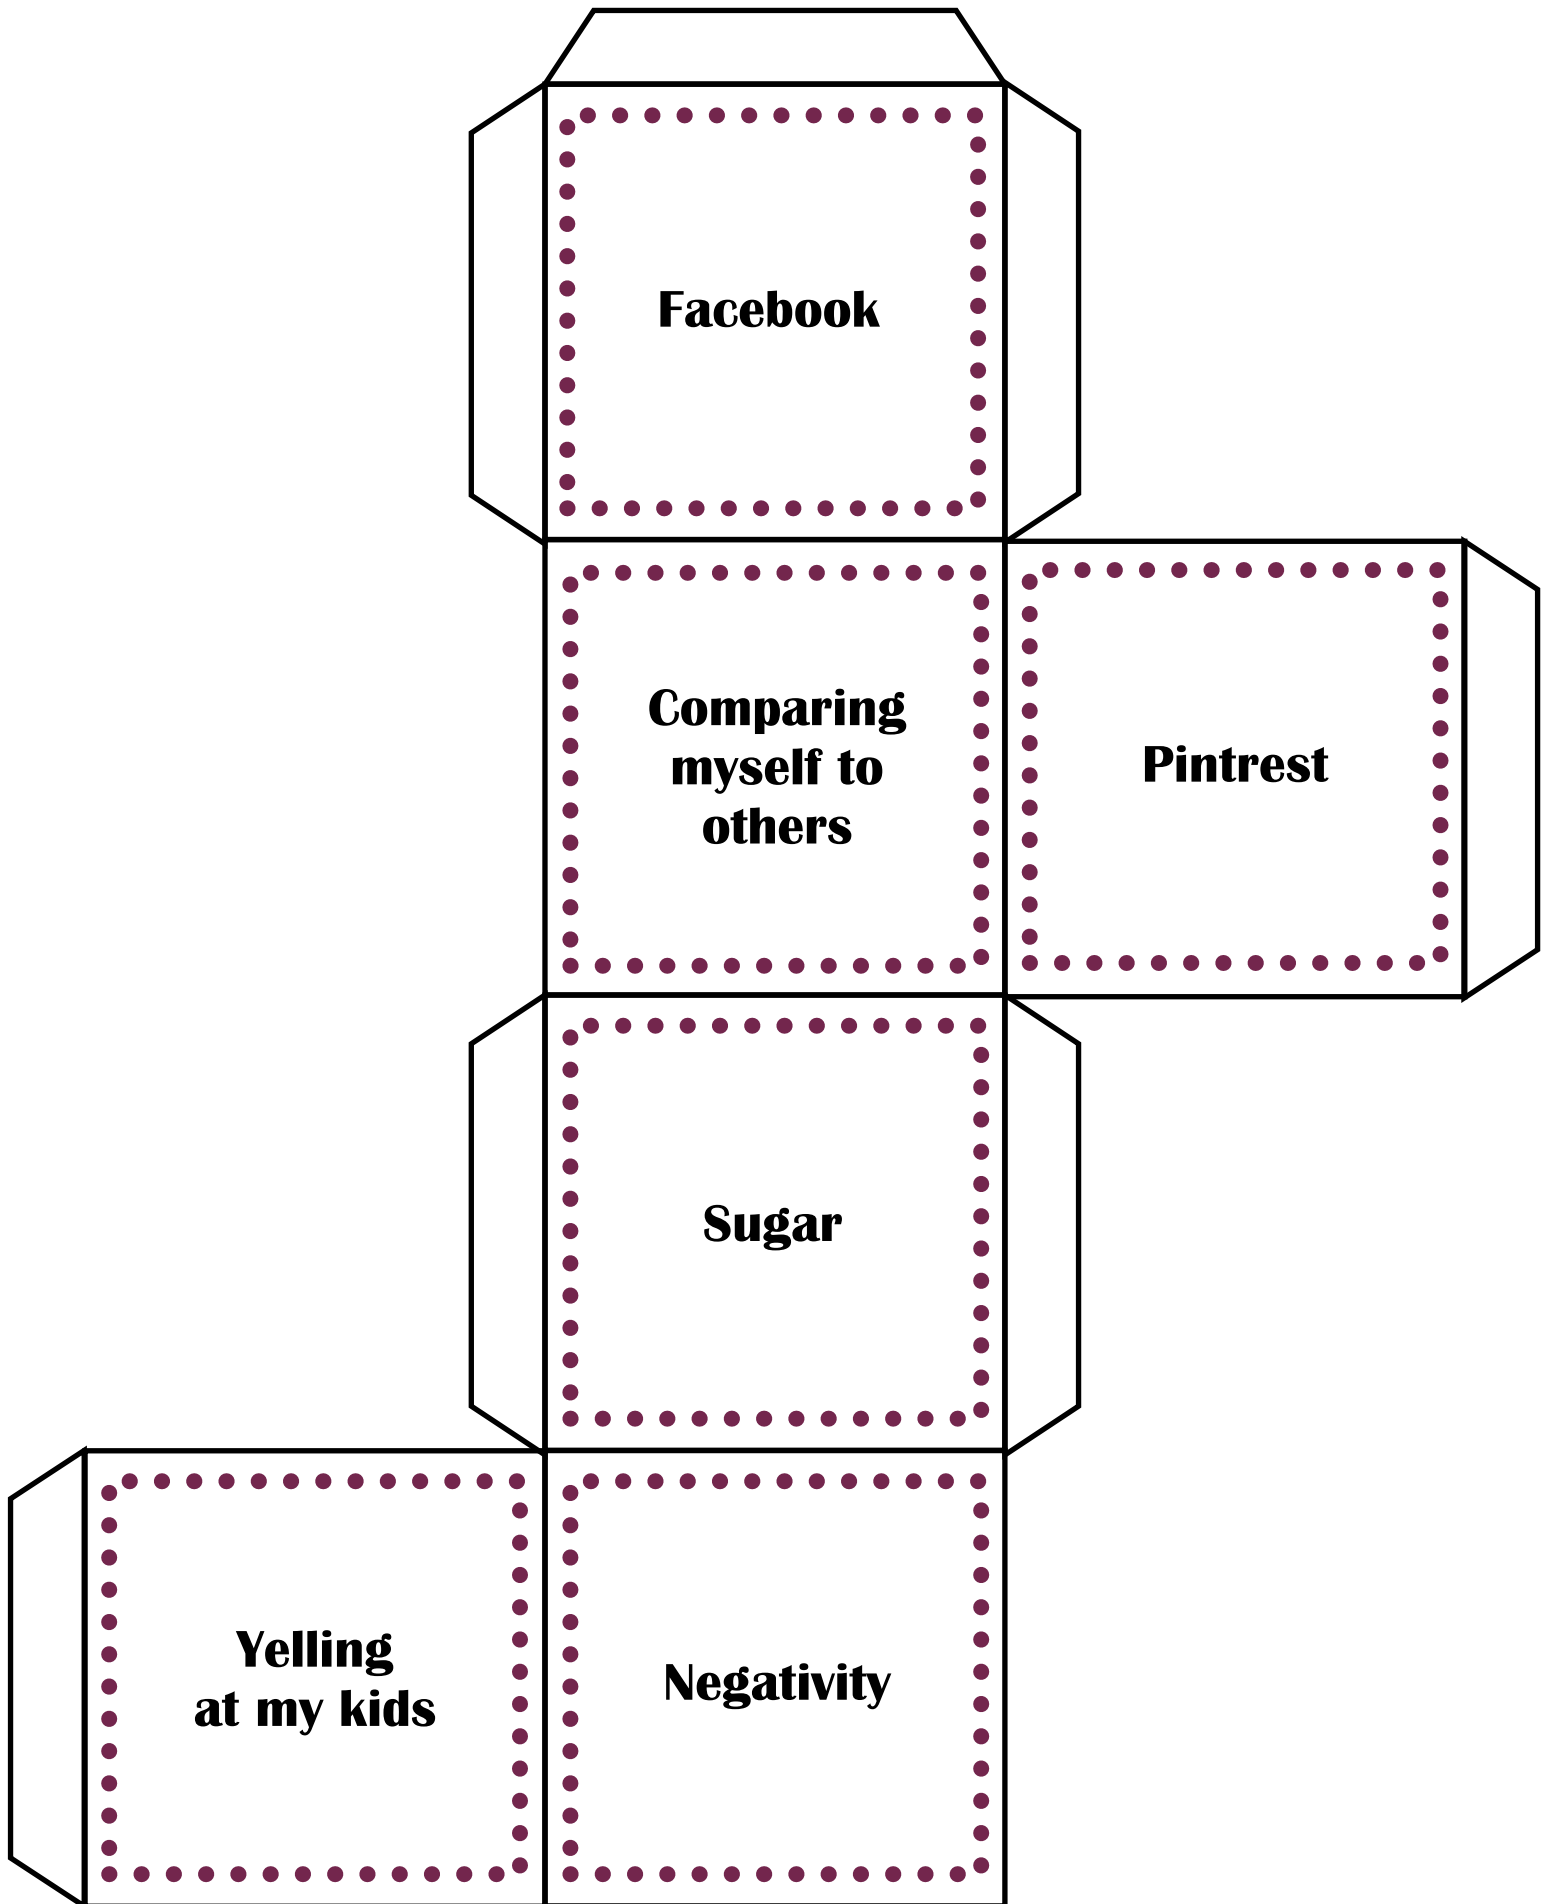 Facebook
Comparing
myself to
others
Pintrest
Sugar
Yelling
at my kids
Negativity